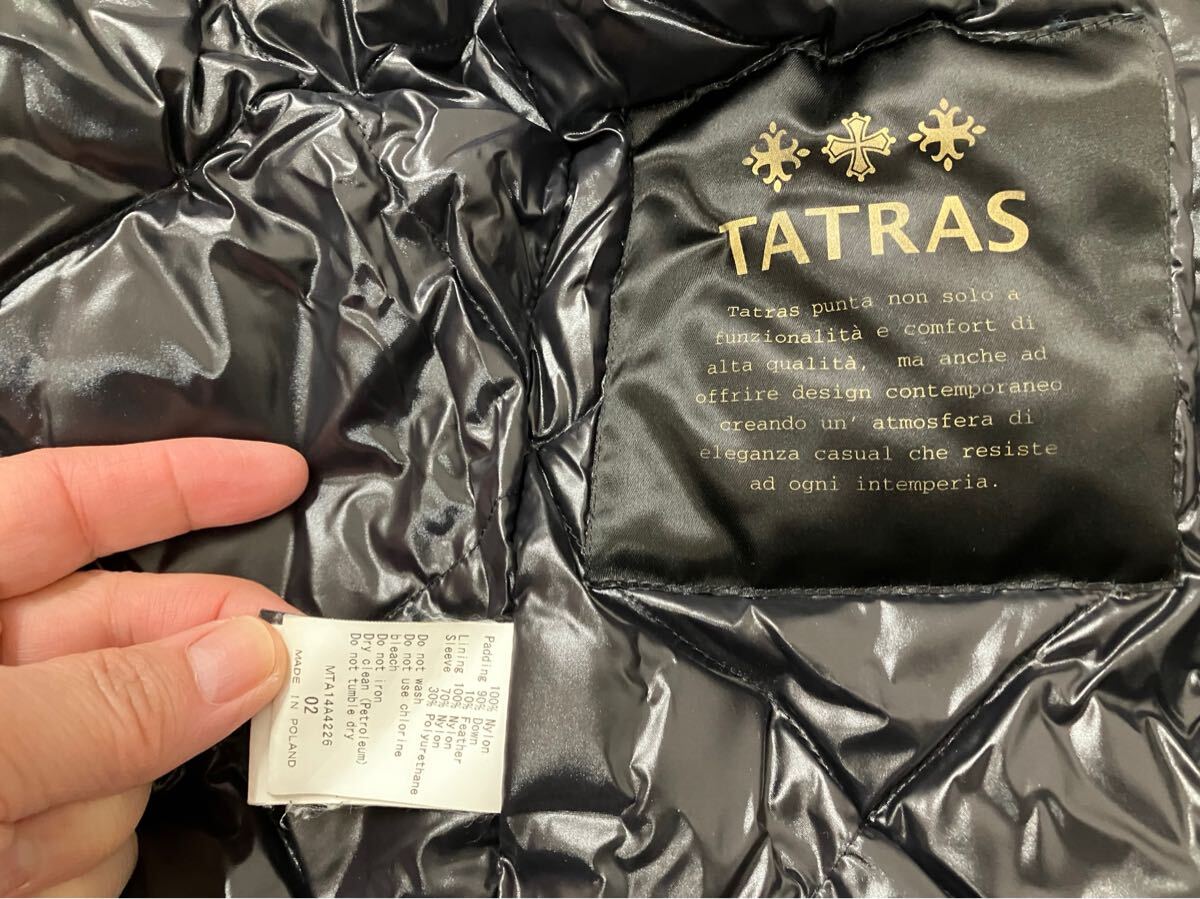 TATRAS
Tatras punta non solo a
funzionalità e comfort di
alta qualità, ma anche ad
offrire design contemporaneo
creando un' atmosfera di
eleganza casual che resiste
ad ogni intemperia.
100% Nylon
Padding 90% Down
10% Feather
Lining 100% Nylon
Sleeve 70% Nylon
30% Polyurethane
Do not wash
Do not use chlorine
bleach
Do not iron
Dry clean (Petroleum)
Do not tumble dry
MTA14A4226
02
MADE IN POLAND